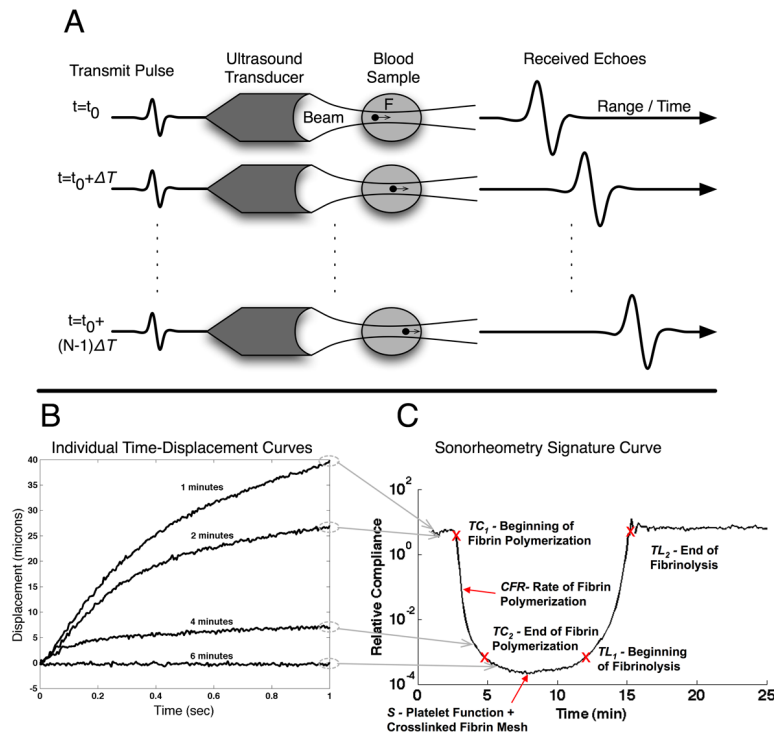 A
Transmit Pulse
Ultrasound
Transducer
Blood
Sample
Received Echoes
t=t0
Beam
F
Range / Time
t=t0+ΔT
t=t0+
(N-1)ΔT
B
Individual Time-Displacement Curves
40
35
30
25
20
15
10
5
0
-5
Displacement (microns)
1 minutes
2 minutes
4 minutes
6 minutes
0
0.2
0.4
0.6
0.8
1
Time (sec)
C
Sonorheometry Signature Curve
10^2
10^0
10^-2
10^-4
Relative Compliance
TC1 - Beginning of
Fibrin Polymerization
CFR- Rate of Fibrin
Polymerization
TC2 - End of Fibrin
Polymerization
TL2 - End of
Fibrinolysis
TL1 - Beginning
of Fibrinolysis
0
5
10
15
20
25
Time (min)
S - Platelet Function +
Crosslinked Fibrin Mesh